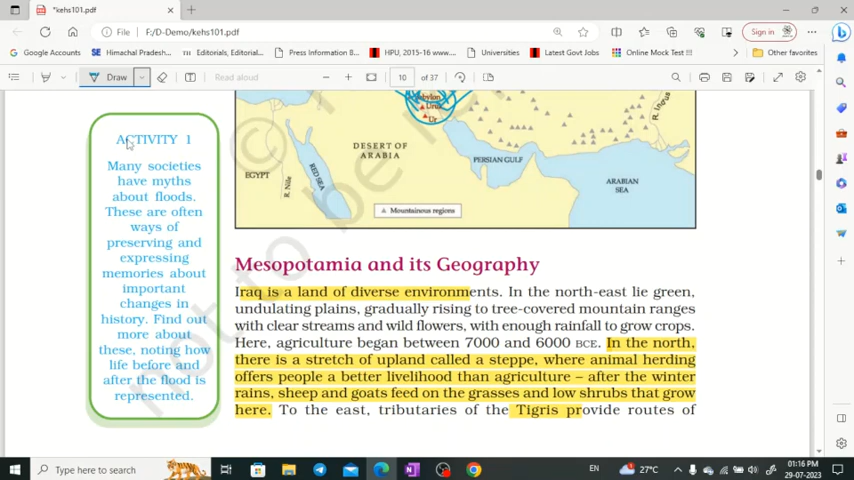 *kehs101.pdf
File
F:/D-Demo/kehs101.pdf
Sign in
Google Accounts
Himachal Pradesh...
Editorials, Editorial...
Press Information B...
HPU, 2015-16 www....
Universities
Latest Govt Jobs
Online Mock Test !!!
Other favorites
Draw
Read aloud
10 of 37
ACTIVITY 1
Many societies
have myths
about floods.
These are often
ways of
preserving and
expressing
memories about
important
changes in
history. Find out
more about
these, noting how
life before and
after the flood is
represented.
Babylon
Uruk
Ur
DESERT OF
ARABIA
EGYPT
R. Nile
RED SEA
PERSIAN GULF
R. Indus
ARABIAN
SEA
Mountainous regions
Mesopotamia and its Geography
Iraq is a land of diverse environments. In the north-east lie green,
undulating plains, gradually rising to tree-covered mountain ranges
with clear streams and wild flowers, with enough rainfall to grow crops.
Here, agriculture began between 7000 and 6000 BCE. In the north,
there is a stretch of upland called a steppe, where animal herding
offers people a better livelihood than agriculture – after the winter
rains, sheep and goats feed on the grasses and low shrubs that grow
here. To the east, tributaries of the Tigris provide routes of
not to be re
Type here to search
EN
27°C
01:16 PM
29-07-2023